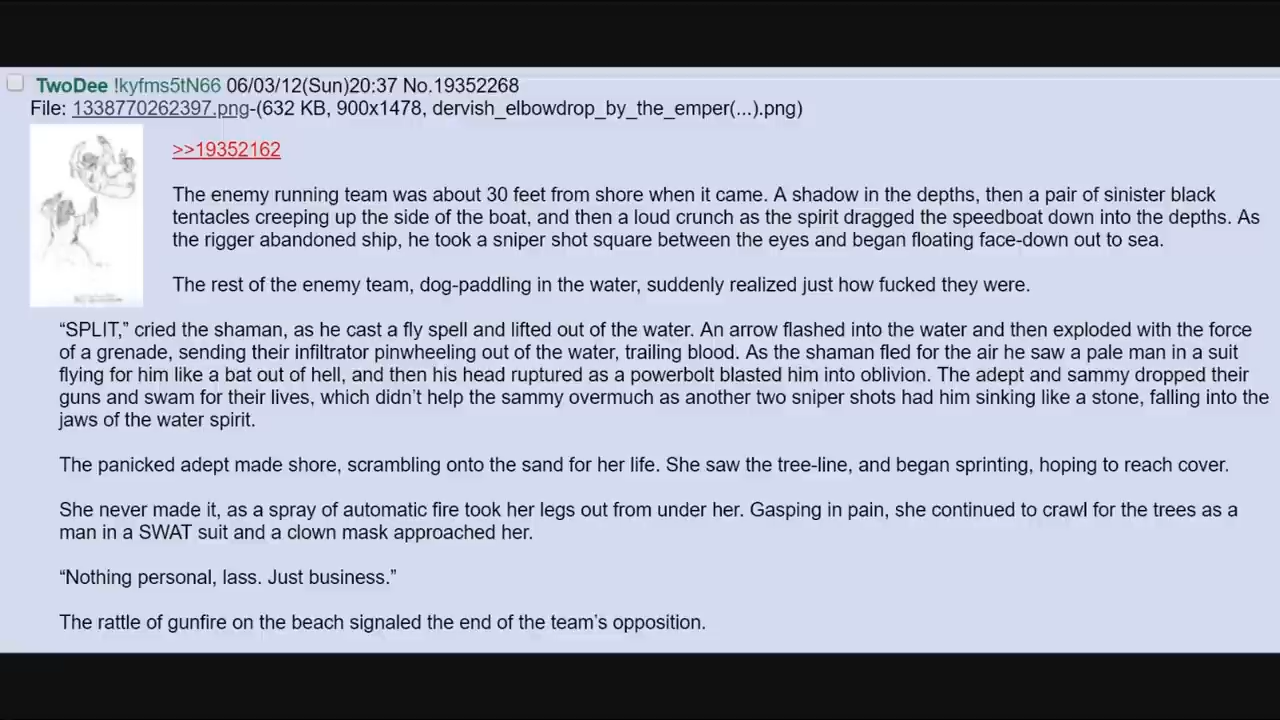 TwoDee !kyfms5tN66 06/03/12(Sun)20:37 No.19352268
File: 1338770262397.png-(632 KB, 900x1478, dervish_elbowdrop_by_the_emper(...).png)
>>19352162
The enemy running team was about 30 feet from shore when it came. A shadow in the depths, then a pair of sinister black
tentacles creeping up the side of the boat, and then a loud crunch as the spirit dragged the speedboat down into the depths. As
the rigger abandoned ship, he took a sniper shot square between the eyes and began floating face-down out to sea.
The rest of the enemy team, dog-paddling in the water, suddenly realized just how fucked they were.
“SPLIT,” cried the shaman, as he cast a fly spell and lifted out of the water. An arrow flashed into the water and then exploded with the force
of a grenade, sending their infiltrator pinwheeling out of the water, trailing blood. As the shaman fled for the air he saw a pale man in a suit
flying for him like a bat out of hell, and then his head ruptured as a powerbolt blasted him into oblivion. The adept and sammy dropped their
guns and swam for their lives, which didn’t help the sammy overmuch as another two sniper shots had him sinking like a stone, falling into the
jaws of the water spirit.
The panicked adept made shore, scrambling onto the sand for her life. She saw the tree-line, and began sprinting, hoping to reach cover.
She never made it, as a spray of automatic fire took her legs out from under her. Gasping in pain, she continued to crawl for the trees as a
man in a SWAT suit and a clown mask approached her.
“Nothing personal, lass. Just business.”
The rattle of gunfire on the beach signaled the end of the team’s opposition.